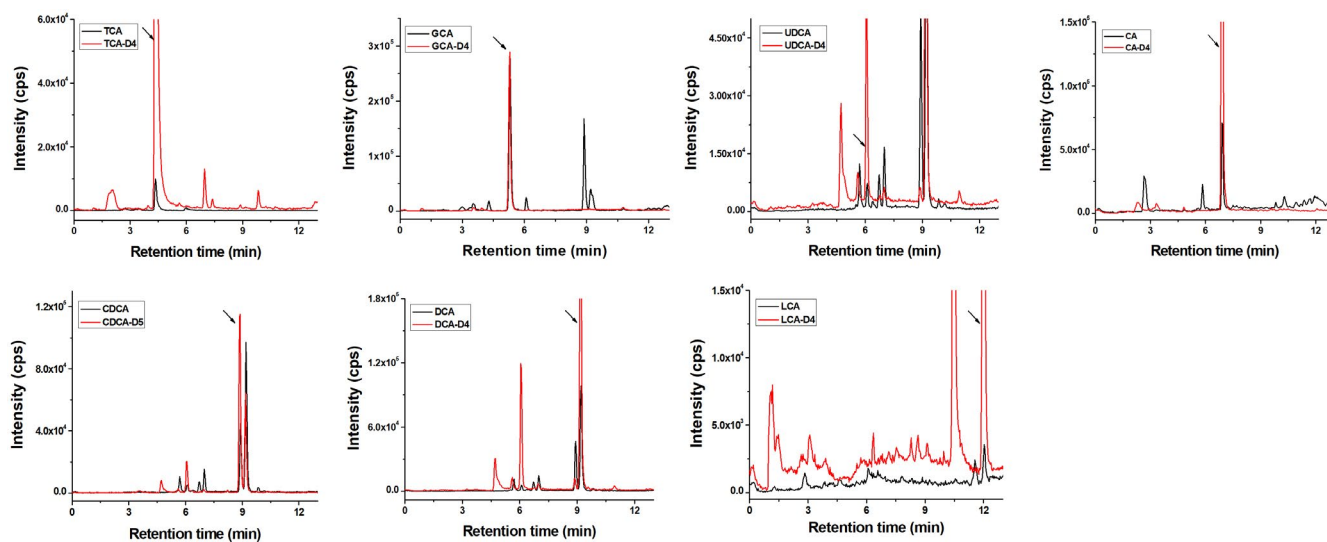 6.0x10⁴
4.0x10⁴
2.0x10⁴
0.0
TCA
TCA-D4
Intensity (cps)
0 3 6 9 12
Retention time (min)
3x10⁵
2x10⁵
1x10⁵
0
GCA
GCA-D4
Intensity (cps)
0 3 6 9 12
Retention time (min)
4.50x10⁴
3.00x10⁴
1.50x10⁴
0.00
UDCA
UDCA-D4
Intensity (cps)
0 3 6 9 12
Retention time (min)
1.5x10⁵
1.0x10⁵
5.0x10⁴
0.0
CA
CA-D4
Intensity (cps)
0 3 6 9 12
Retention time (min)
1.2x10⁵
8.0x10⁴
4.0x10⁴
0.0
CDCA
CDCA-D5
Intensity (cps)
0 3 6 9 12
Retention time (min)
1.8x10⁵
1.2x10⁵
6.0x10⁴
0.0
DCA
DCA-D4
Intensity (cps)
0 3 6 9 12
Retention time (min)
1.5x10⁴
1.0x10⁴
5.0x10³
0.0
LCA
LCA-D4
Intensity (cps)
0 3 6 9 12
Retention time (min)